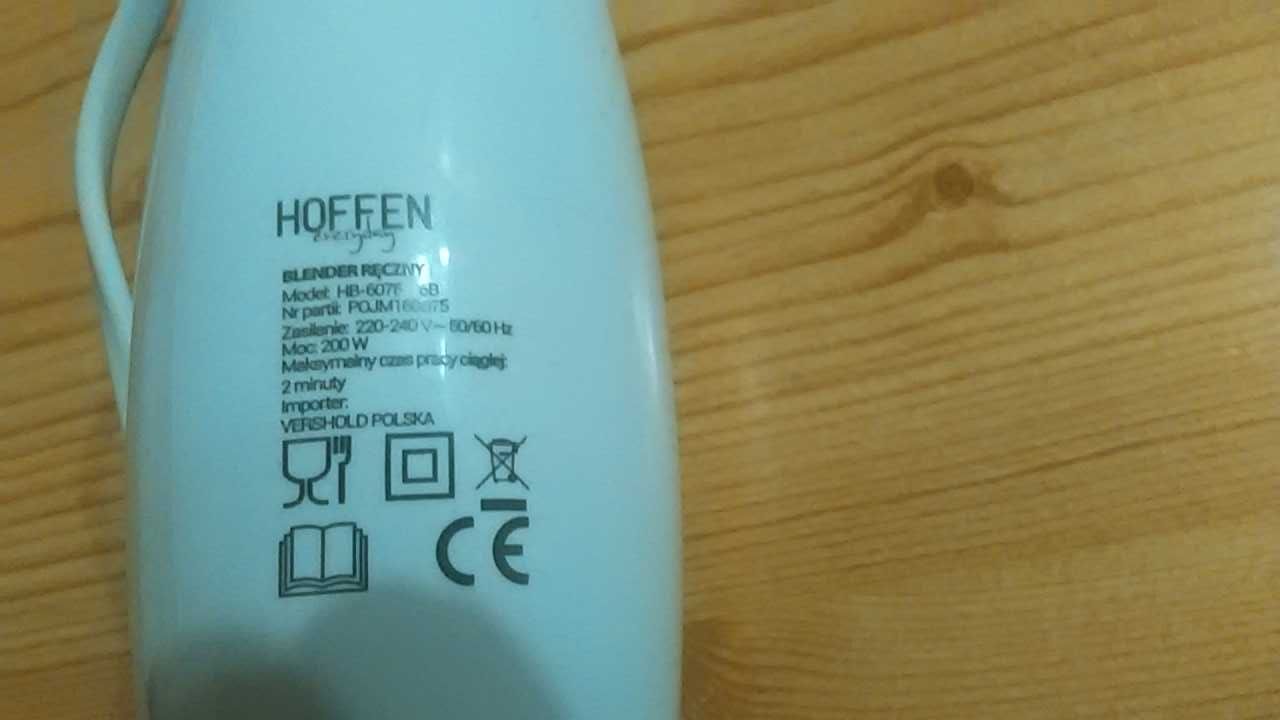 HOFFEN
everyday
BLENDER RĘCZNY
Model:
Nr partii:
Zasilanie: 220-240 V~ 50/60 Hz
Moc: 200 W
Maksymalny czas pracy ciągłej:
2 minuty
Importer:
VERSHOLD POLSKA
CE